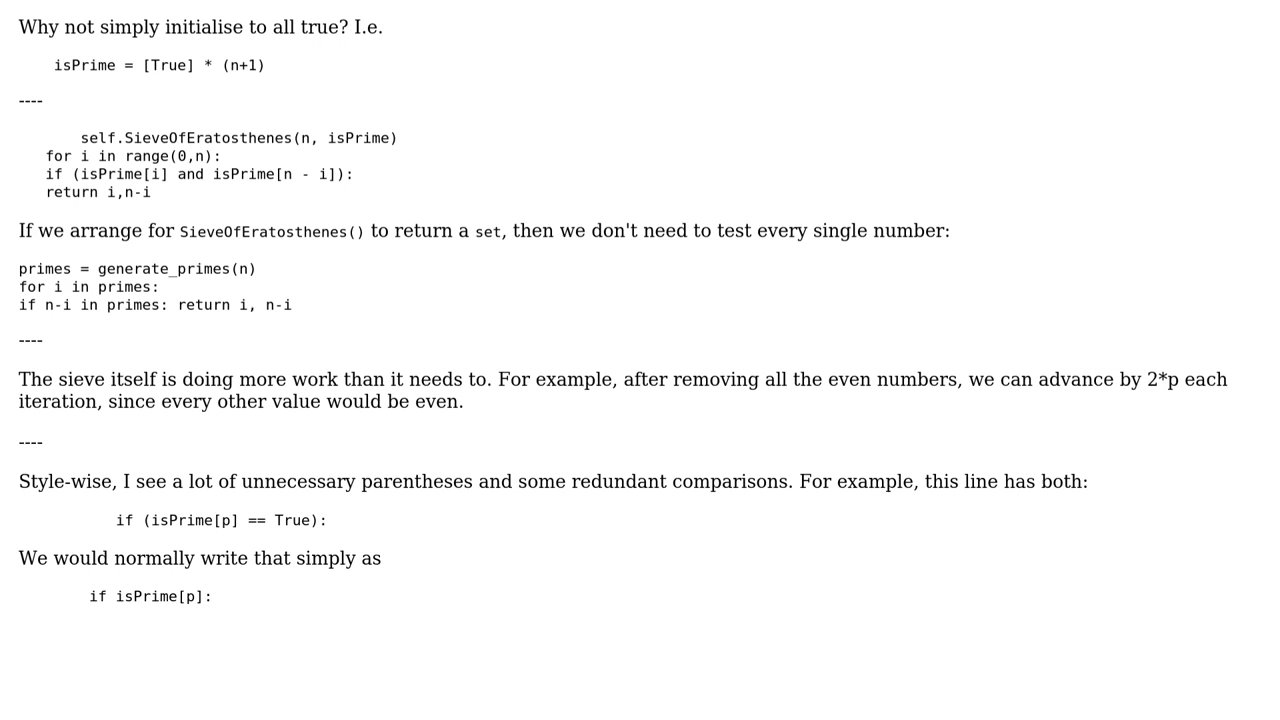 Why not simply initialise to all true? I.e.
isPrime = [True] * (n+1)
----
self.SieveOfEratosthenes(n, isPrime)
for i in range(0,n):
if (isPrime[i] and isPrime[n - i]):
return i,n-i
If we arrange for SieveOfEratosthenes() to return a set, then we don't need to test every single number:
primes = generate_primes(n)
for i in primes:
if n-i in primes: return i, n-i
----
The sieve itself is doing more work than it needs to. For example, after removing all the even numbers, we can advance by 2*p each
iteration, since every other value would be even.
----
Style-wise, I see a lot of unnecessary parentheses and some redundant comparisons. For example, this line has both:
if (isPrime[p] == True):
We would normally write that simply as
if isPrime[p]: